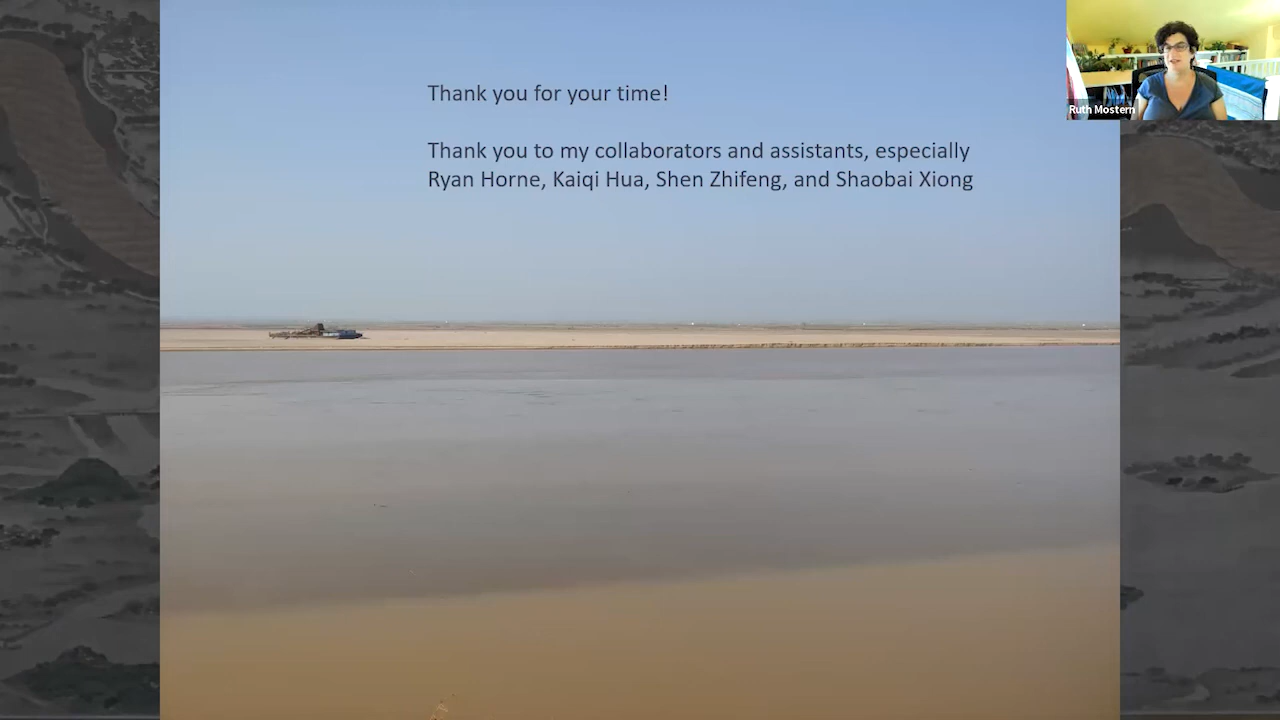 Thank you for your time!
Thank you to my collaborators and assistants, especially
Ryan Horne, Kaiqi Hua, Shen Zhifeng, and Shaobai Xiong
Ruth Mostern